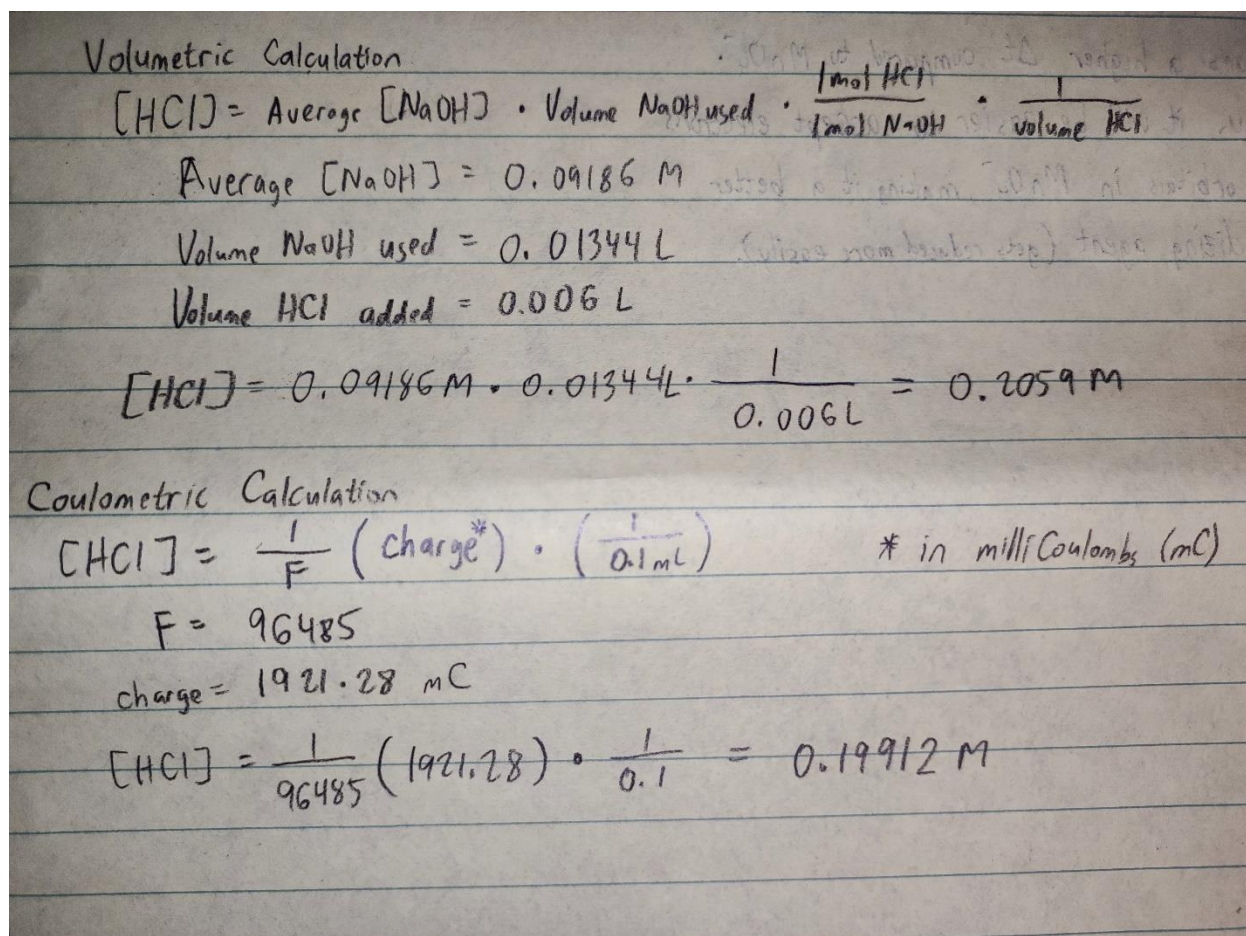 Volumetric Calculation
[HCl] = Average [NaOH] · Volume NaOH used · 1 mol HCl / 1 mol NaOH · 1 / volume HCl
Average [NaOH] = 0.09186 M
Volume NaOH used = 0.01344 L
Volume HCl added = 0.006 L
[HCl] = 0.09186 M · 0.01344 L · 1 / 0.006 L = 0.2059 M
Coulometric Calculation
[HCl] = 1 / F (charge*) · (1 / 0.1 mL) * in milliCoulombs (mC)
F = 96485
charge = 1921.28 mC
[HCl] = 1 / 96485 (1921.28) · 1 / 0.1 = 0.19912 M